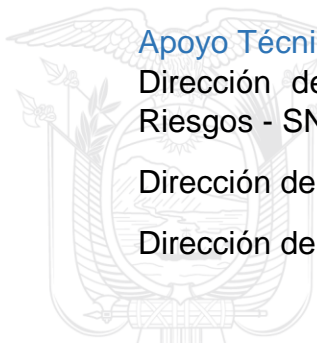 Apoyo Técni
Dirección de
Riesgos - SN
Dirección de
Dirección de